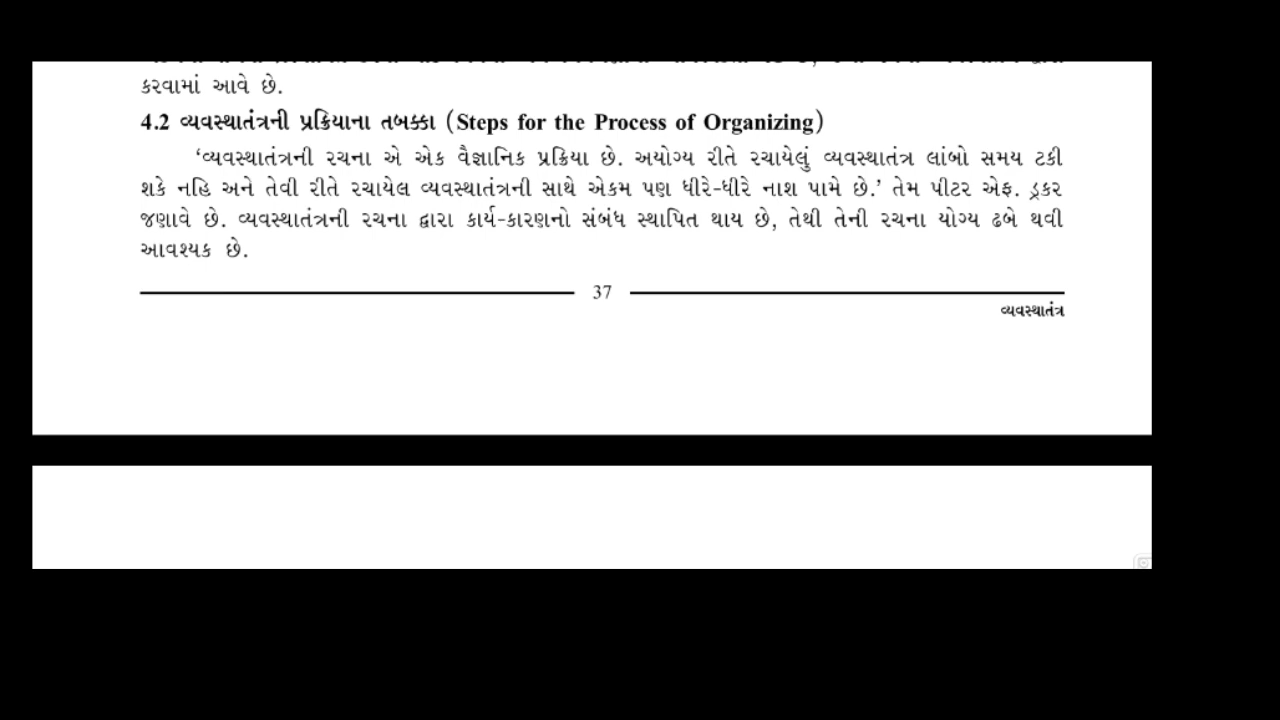 કરવામાં આવે છે.
4.2 વ્યવસ્થાતંત્રની પ્રક્રિયાના તબક્કા (Steps for the Process of Organizing)
‘વ્યવસ્થાતંત્રની રચના એ એક વૈજ્ઞાનિક પ્રક્રિયા છે. અયોગ્ય રીતે રચાયેલું વ્યવસ્થાતંત્ર લાંબો સમય ટકી
શકે નહિ અને તેવી રીતે રચાયેલ વ્યવસ્થાતંત્રની સાથે એકમ પણ ધીરે-ધીરે નાશ પામે છે.’ તેમ પીટર એફ. ડ્રકર
જણાવે છે. વ્યવસ્થાતંત્રની રચના દ્વારા કાર્ય-કારણનો સંબંધ સ્થાપિત થાય છે, તેથી તેની રચના યોગ્ય ઢબે થવી
આવશ્યક છે.
37
વ્યવસ્થાતંત્ર